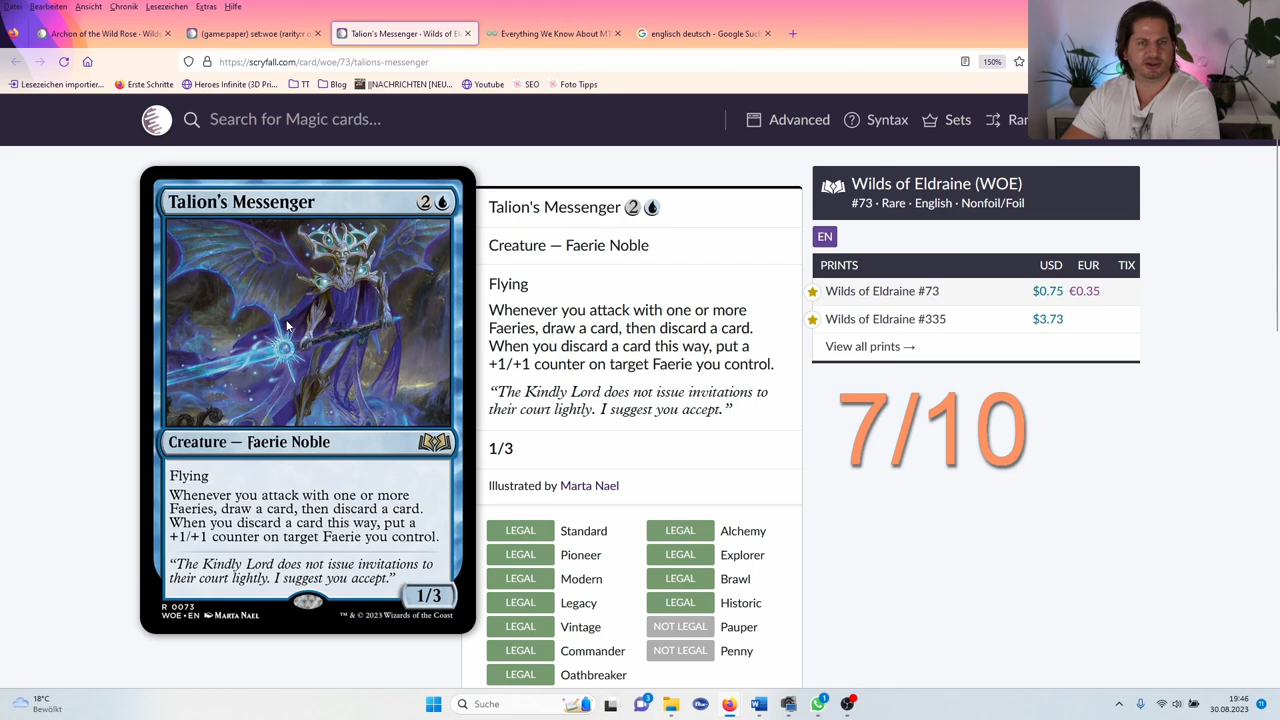 Datei Bearbeiten Ansicht Chronik Lesezeichen Extras Hilfe
Archon of the Wild Rose · Wilds
(game:paper) set:woe (rarity:r o
Talion's Messenger · Wilds of El
Everything We Know About MT
englisch deutsch - Google Suc
https://scryfall.com/card/woe/73/talions-messenger
150%
Lesezeichen importier...
Erste Schritte
Heroes Infinite (3D Pri...
TT
Blog
||NACHRICHTEN [NEU...
Youtube
SEO
Foto Tipps
Search for Magic cards...
Advanced
Syntax
Sets
Ran
Talion's Messenger 2
Creature — Faerie Noble
Flying
Whenever you attack with one or more
Faeries, draw a card, then discard a card.
When you discard a card this way, put a
+1/+1 counter on target Faerie you control.
“The Kindly Lord does not issue invitations to
their court lightly. I suggest you accept.”
1/3
R 0073
WOE • EN Marta Nael
™ & © 2023 Wizards of the Coast
Talion's Messenger 2
Creature — Faerie Noble
Flying
Whenever you attack with one or more
Faeries, draw a card, then discard a card.
When you discard a card this way, put a
+1/+1 counter on target Faerie you control.
“The Kindly Lord does not issue invitations to
their court lightly. I suggest you accept.”
1/3
Illustrated by Marta Nael
LEGAL Standard LEGAL Alchemy
LEGAL Pioneer LEGAL Explorer
LEGAL Modern LEGAL Brawl
LEGAL Legacy LEGAL Historic
LEGAL Vintage NOT LEGAL Pauper
LEGAL Commander NOT LEGAL Penny
LEGAL Oathbreaker
Wilds of Eldraine (WOE)
#73 · Rare · English · Nonfoil/Foil
EN
PRINTS USD EUR TIX
Wilds of Eldraine #73 $0.75 €0.35
Wilds of Eldraine #335 $3.73
View all prints →
7/10
18°C
Bewölkt
Suche
3
1
19:46
30.08.2023